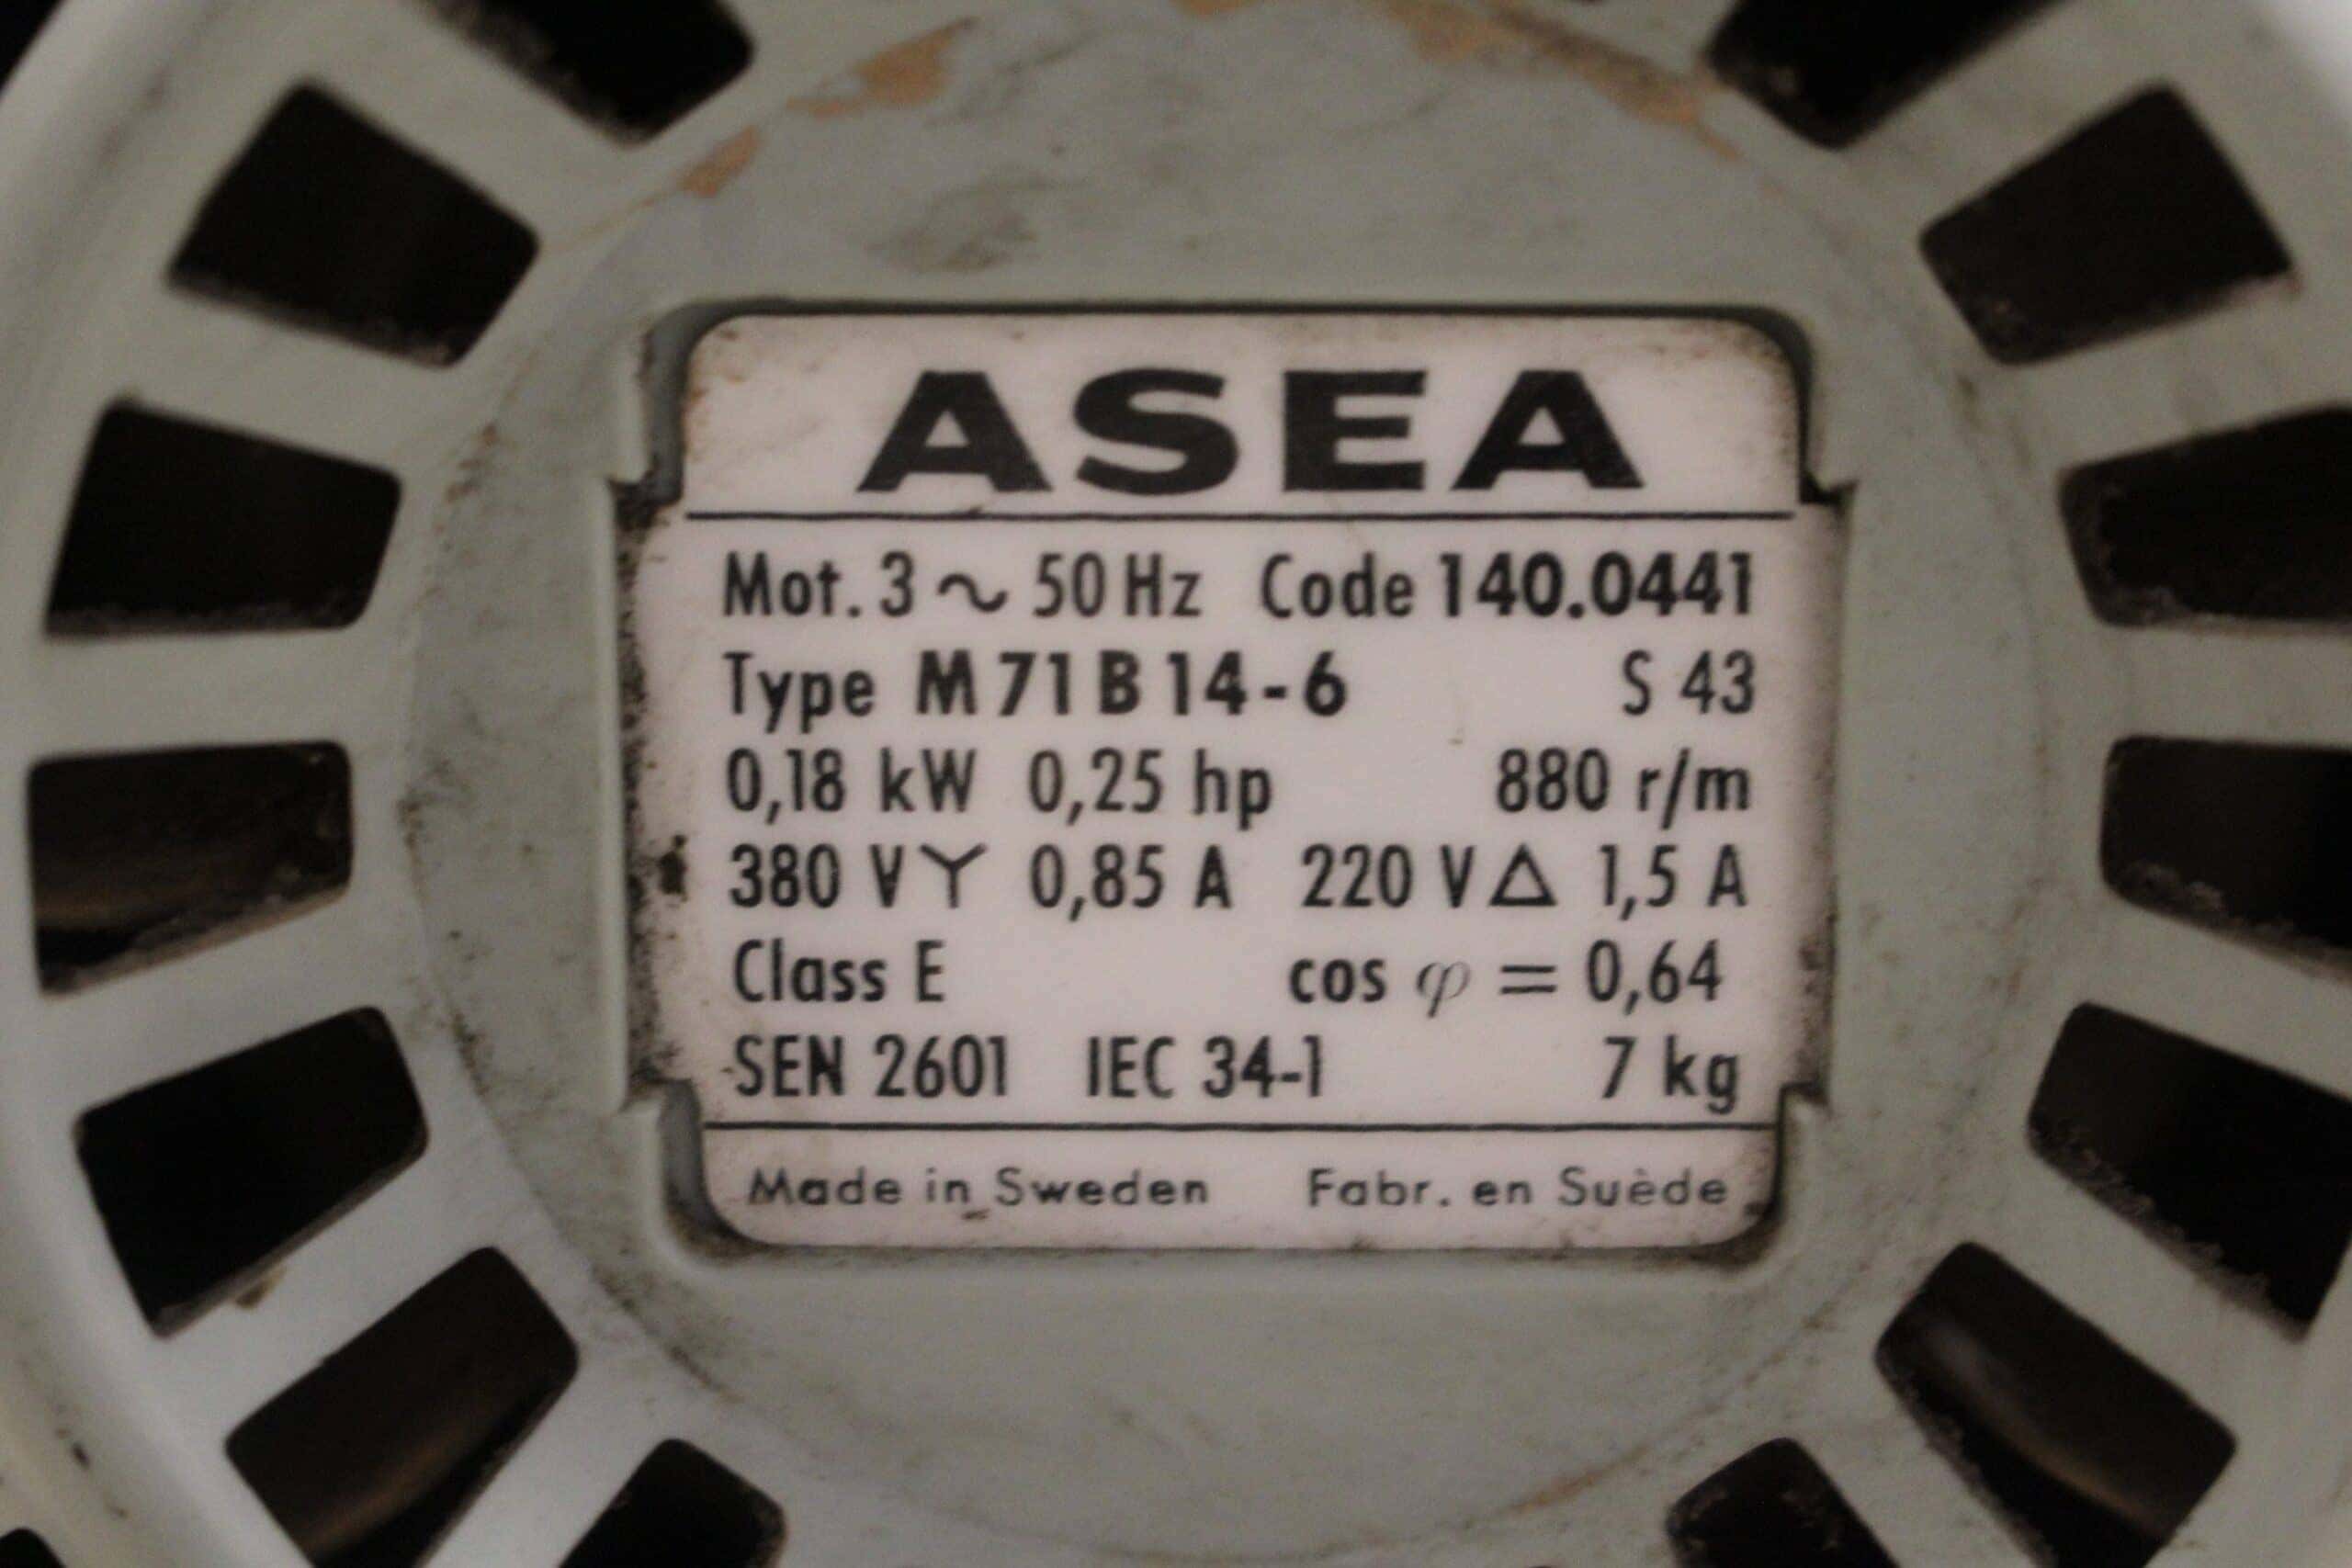 ASEA
Mot. 3 ~ 50 Hz Code 140.0441
Type M 71 B 14-6 S 43
0,18 kW 0,25 hp 880 r/m
380 V Y 0,85 A 220 V △ 1,5 A
Class E cos φ = 0,64
SEN 2601 IEC 34-1 7 kg
Made in Sweden Fabr. en Suède